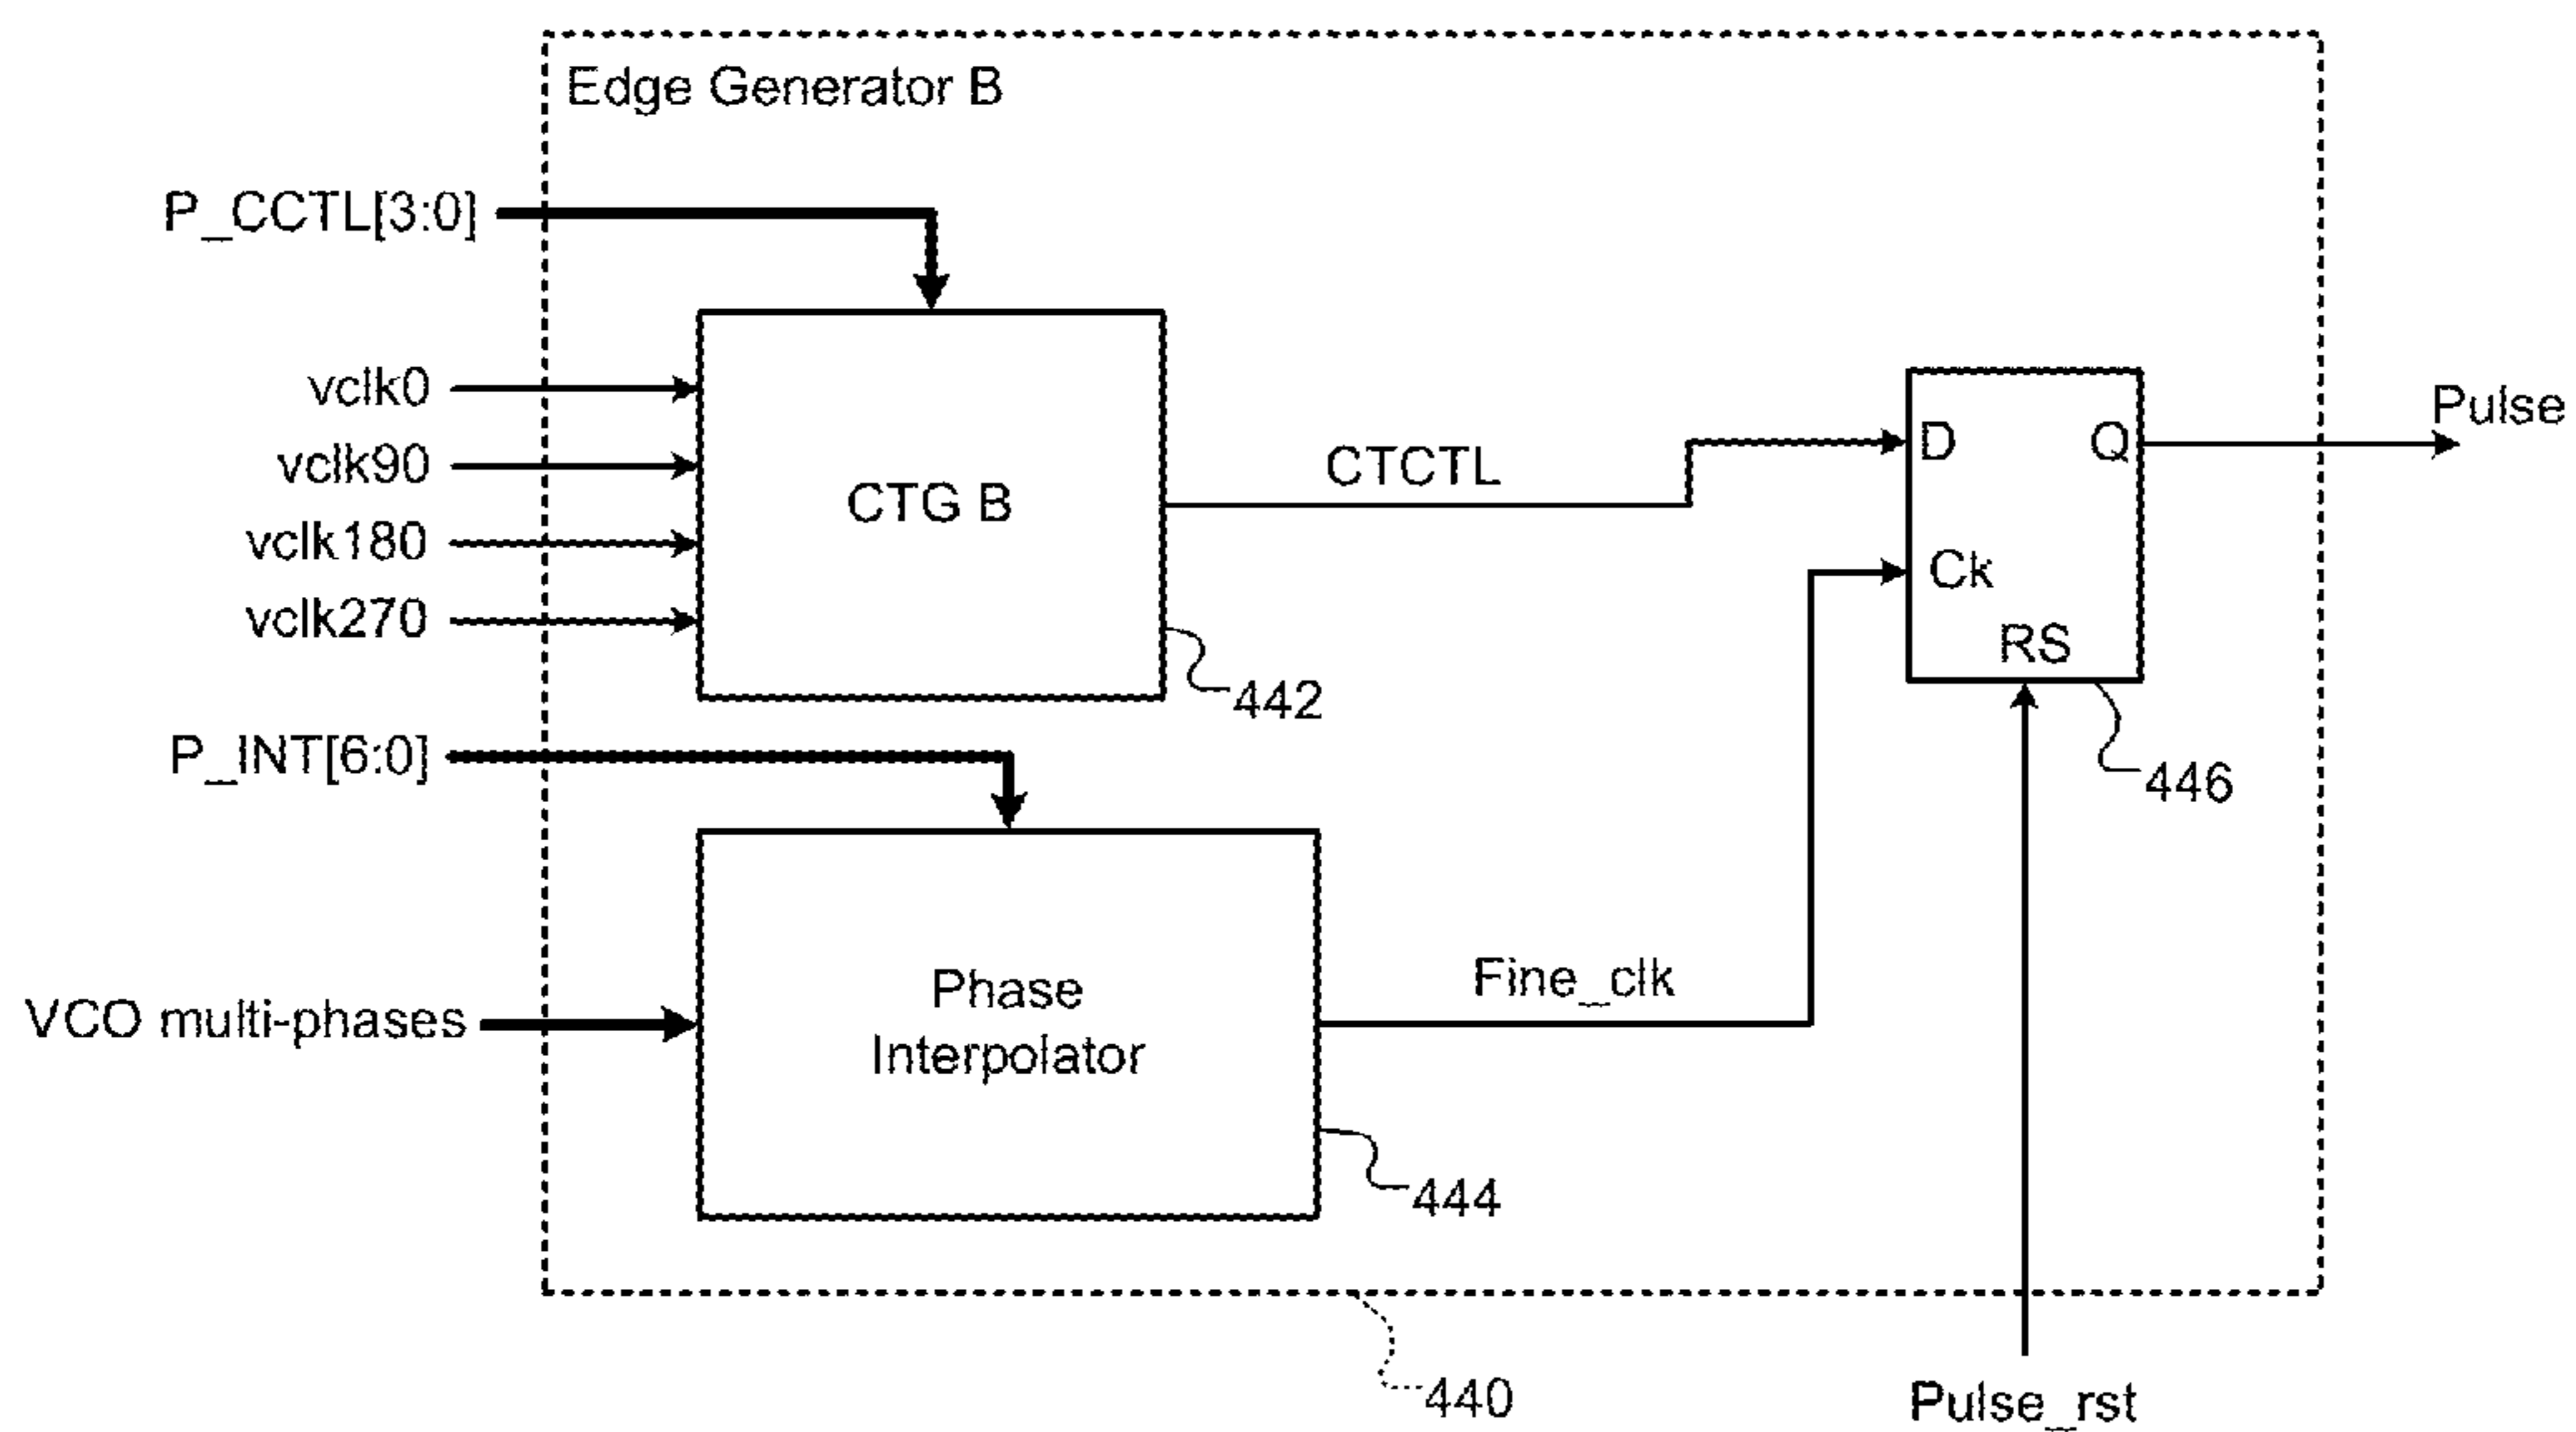 Edge Generator B
P_CCTL[3:0]
vclk0
vclk90
vclk180
vclk270
CTG B
442
CTCTL
D
Q
Ck
RS
446
Pulse
P_INT[6:0]
VCO multi-phases
Phase
Interpolator
444
Fine_clk
440
Pulse_rst